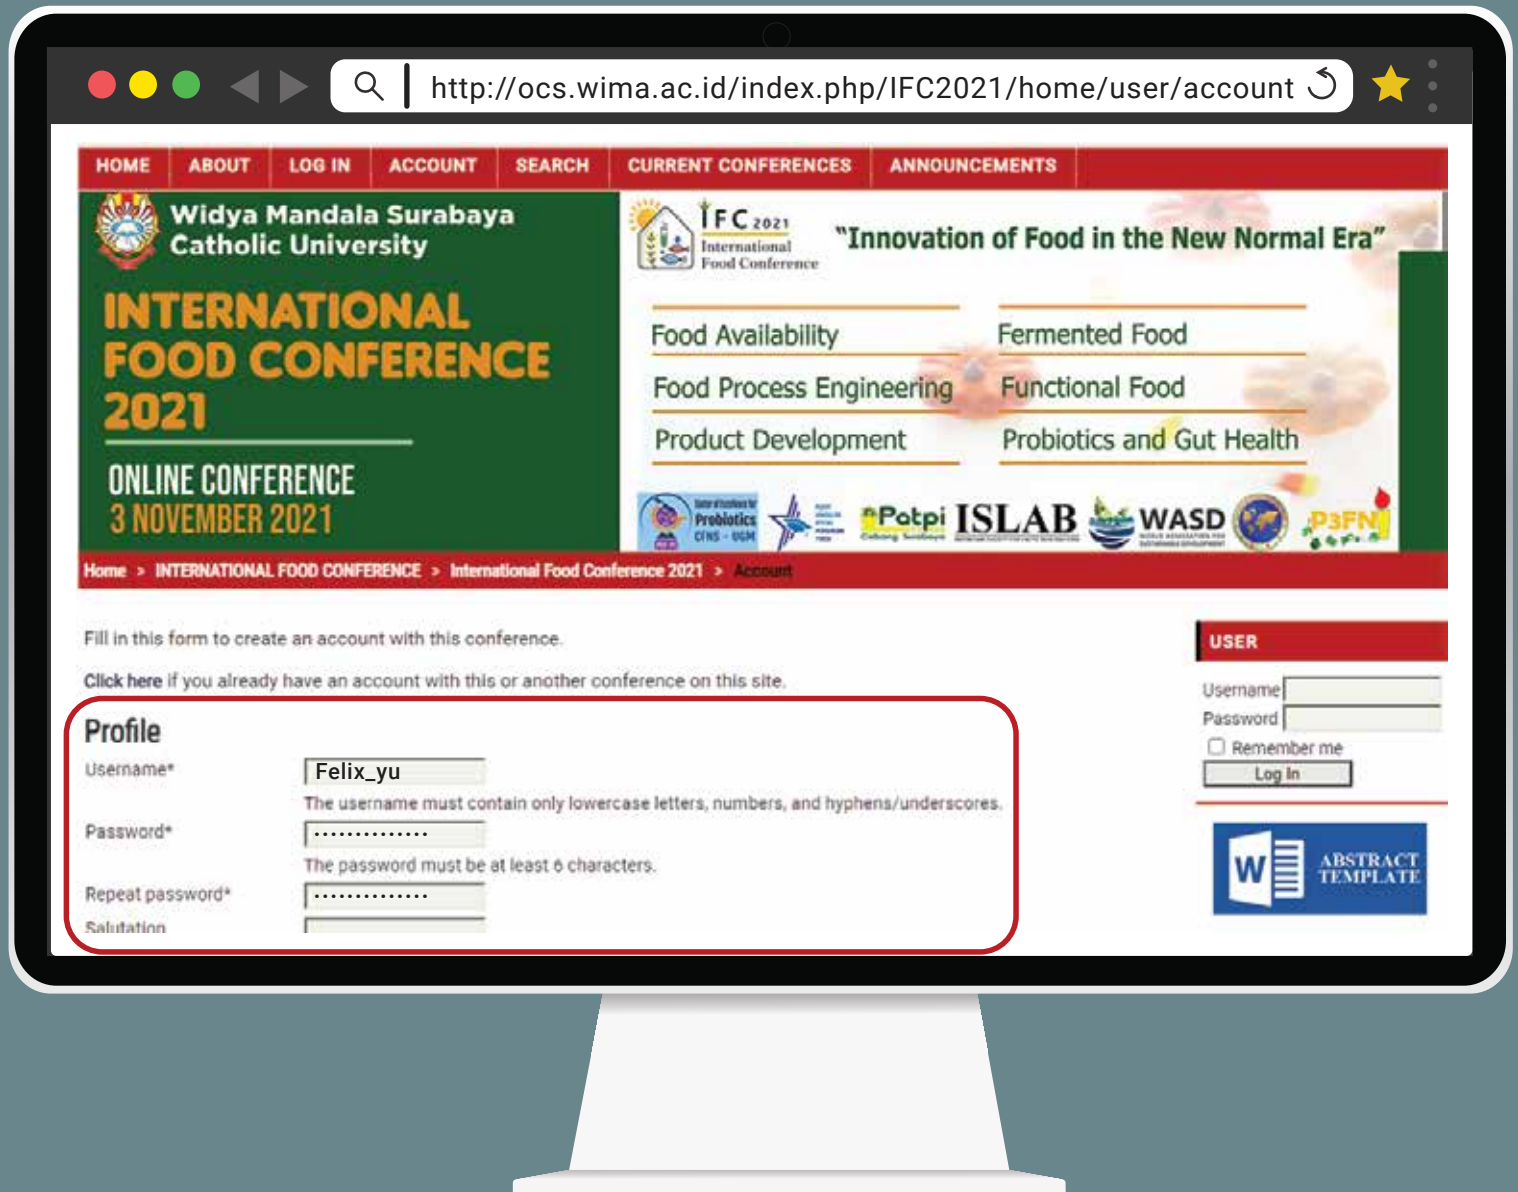 http://ocs.wima.ac.id/index.php/IFC2021/home/user/account
HOME ABOUT LOG IN ACCOUNT SEARCH CURRENT CONFERENCES ANNOUNCEMENTS
Widya Mandala Surabaya
Catholic University
INTERNATIONAL
FOOD CONFERENCE
2021
ONLINE CONFERENCE
3 NOVEMBER 2021
IFC 2021
International
Food Conference
"Innovation of Food in the New Normal Era"
Food Availability
Fermented Food
Food Process Engineering
Functional Food
Product Development
Probiotics and Gut Health
Probiotics
CFNS - UGM
Patpi
Cabang Surabaya
ISLAB
WASD
P3FNI
Home > INTERNATIONAL FOOD CONFERENCE > International Food Conference 2021 > Account
Fill in this form to create an account with this conference.
Click here if you already have an account with this or another conference on this site.
Profile
Username* Felix_yu
The username must contain only lowercase letters, numbers, and hyphens/underscores.
Password* ..............
The password must be at least 6 characters.
Repeat password* ..............
Salutation
USER
Username
Password
Remember me
Log In
W
ABSTRACT
TEMPLATE